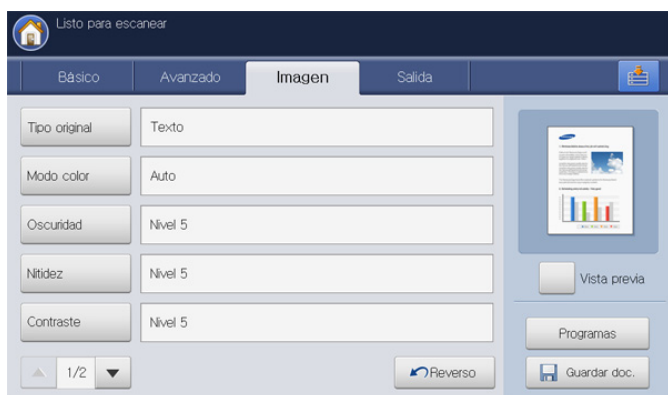 Listo para escanear
Básico
Avanzado
Imagen
Salida
Tipo original
Texto
Modo color
Auto
Oscuridad
Nivel 5
Nitidez
Nivel 5
Contraste
Nivel 5
1/2
Reverso
Vista previa
Programas
Guardar doc.